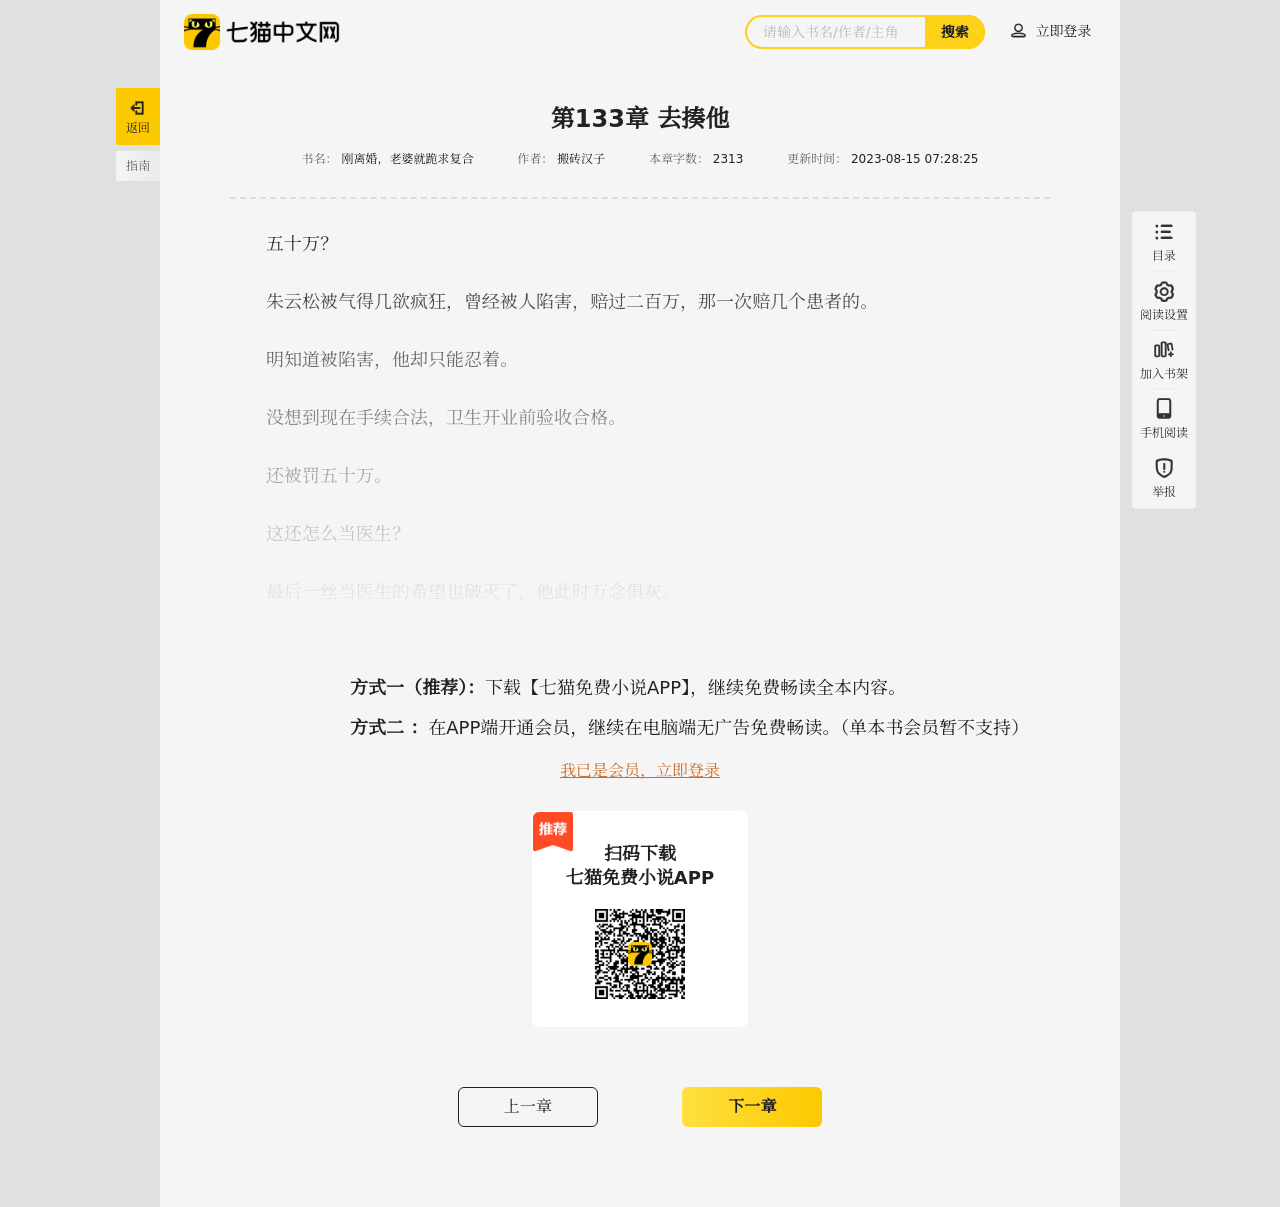 七猫中文网
请输入书名/作者/主角
搜索
立即登录
返回
指南
第133章 去揍他
书名： 刚离婚，老婆就跪求复合 作者： 搬砖汉子 本章字数： 2313 更新时间： 2023-08-15 07:28:25
五十万？
朱云松被气得几欲疯狂，曾经被人陷害，赔过二百万，那一次赔几个患者的。
明知道被陷害，他却只能忍着。
没想到现在手续合法，卫生开业前验收合格。
还被罚五十万。
这还怎么当医生？
最后一丝当医生的希望也破灭了，他此时万念俱灰。
目录
阅读设置
加入书架
手机阅读
举报
方式一（推荐）：下载【七猫免费小说APP】，继续免费畅读全本内容。
方式二 ：在APP端开通会员，继续在电脑端无广告免费畅读。（单本书会员暂不支持）
我已是会员，立即登录
推荐
扫码下载
七猫免费小说APP
上一章
下一章